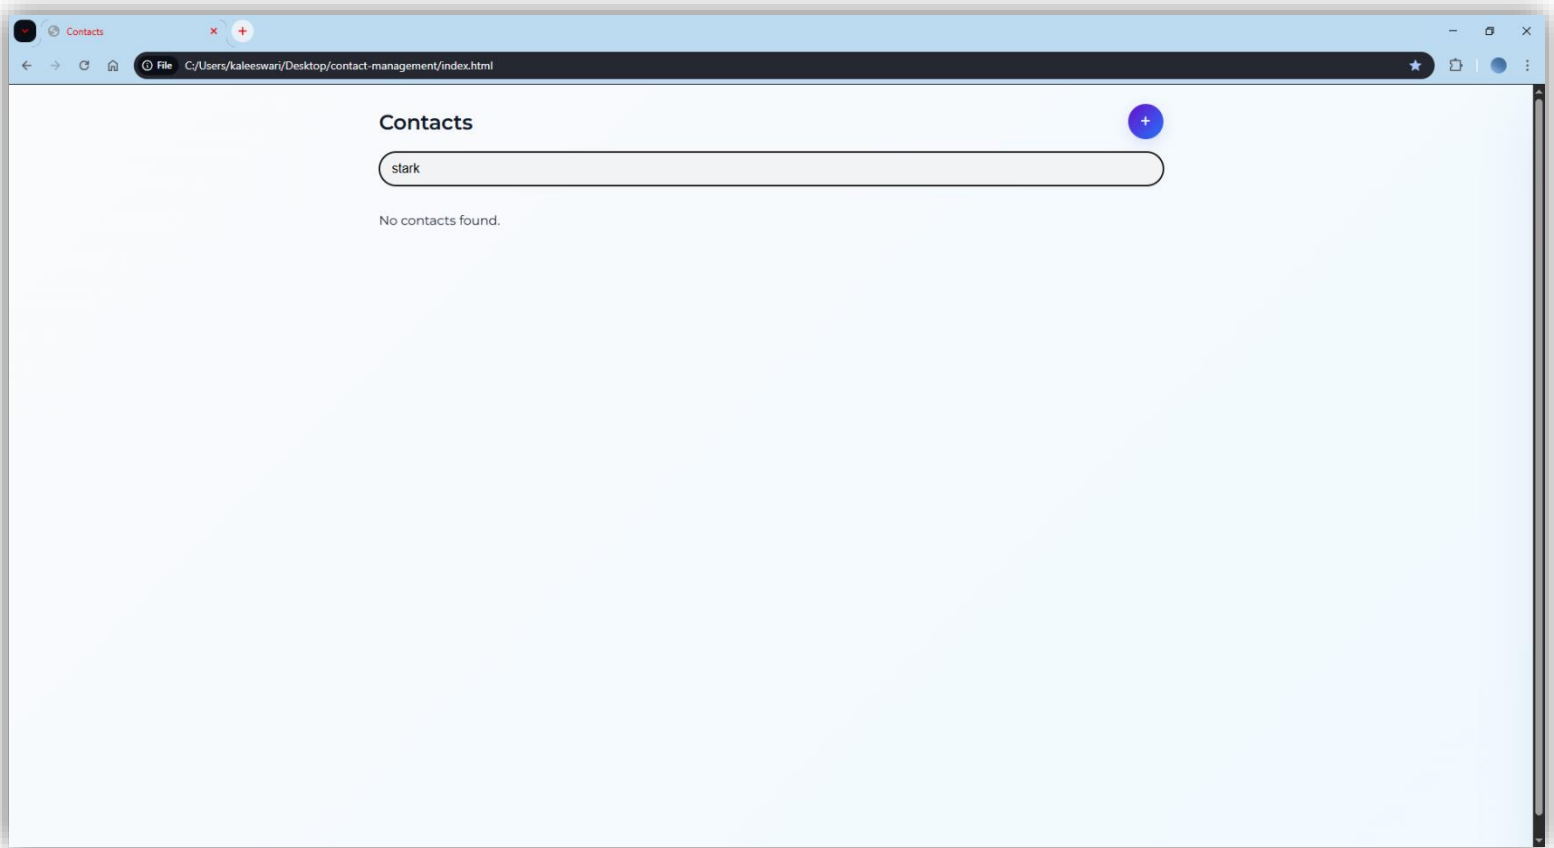 Contacts
File C:/Users/kaleeswari/Desktop/contact-management/index.html
Contacts
+
stark
No contacts found.